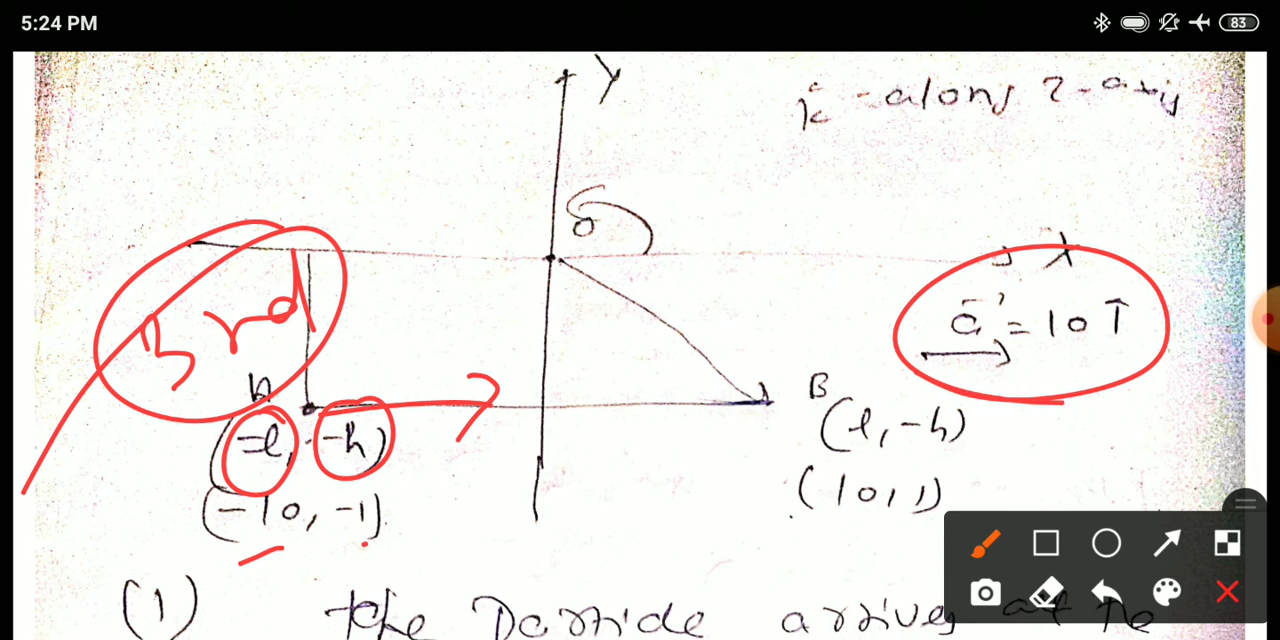 5:24 PM
83
Y
k̂ - along z-axis
δ
3rd
x
a⃗ = 10 î
A
B
(-l, -h)
(l, -h)
(-10, -1)
(10, 1)
(1) the Particle arrives at the